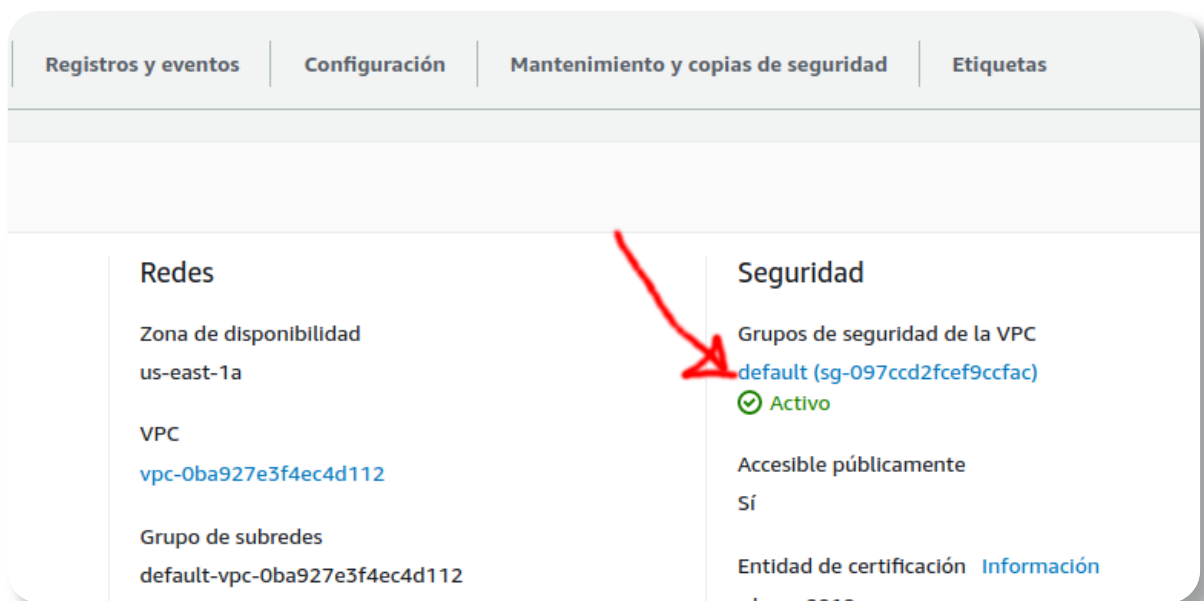 Registros y eventos
Configuración
Mantenimiento y copias de seguridad
Etiquetas
Redes
Zona de disponibilidad
us-east-1a
VPC
vpc-0ba927e3f4ec4d112
Grupo de subredes
default-vpc-0ba927e3f4ec4d112
Seguridad
Grupos de seguridad de la VPC
default (sg-097ccd2fcef9ccfac)
Activo
Accesible públicamente
Sí
Entidad de certificación Información